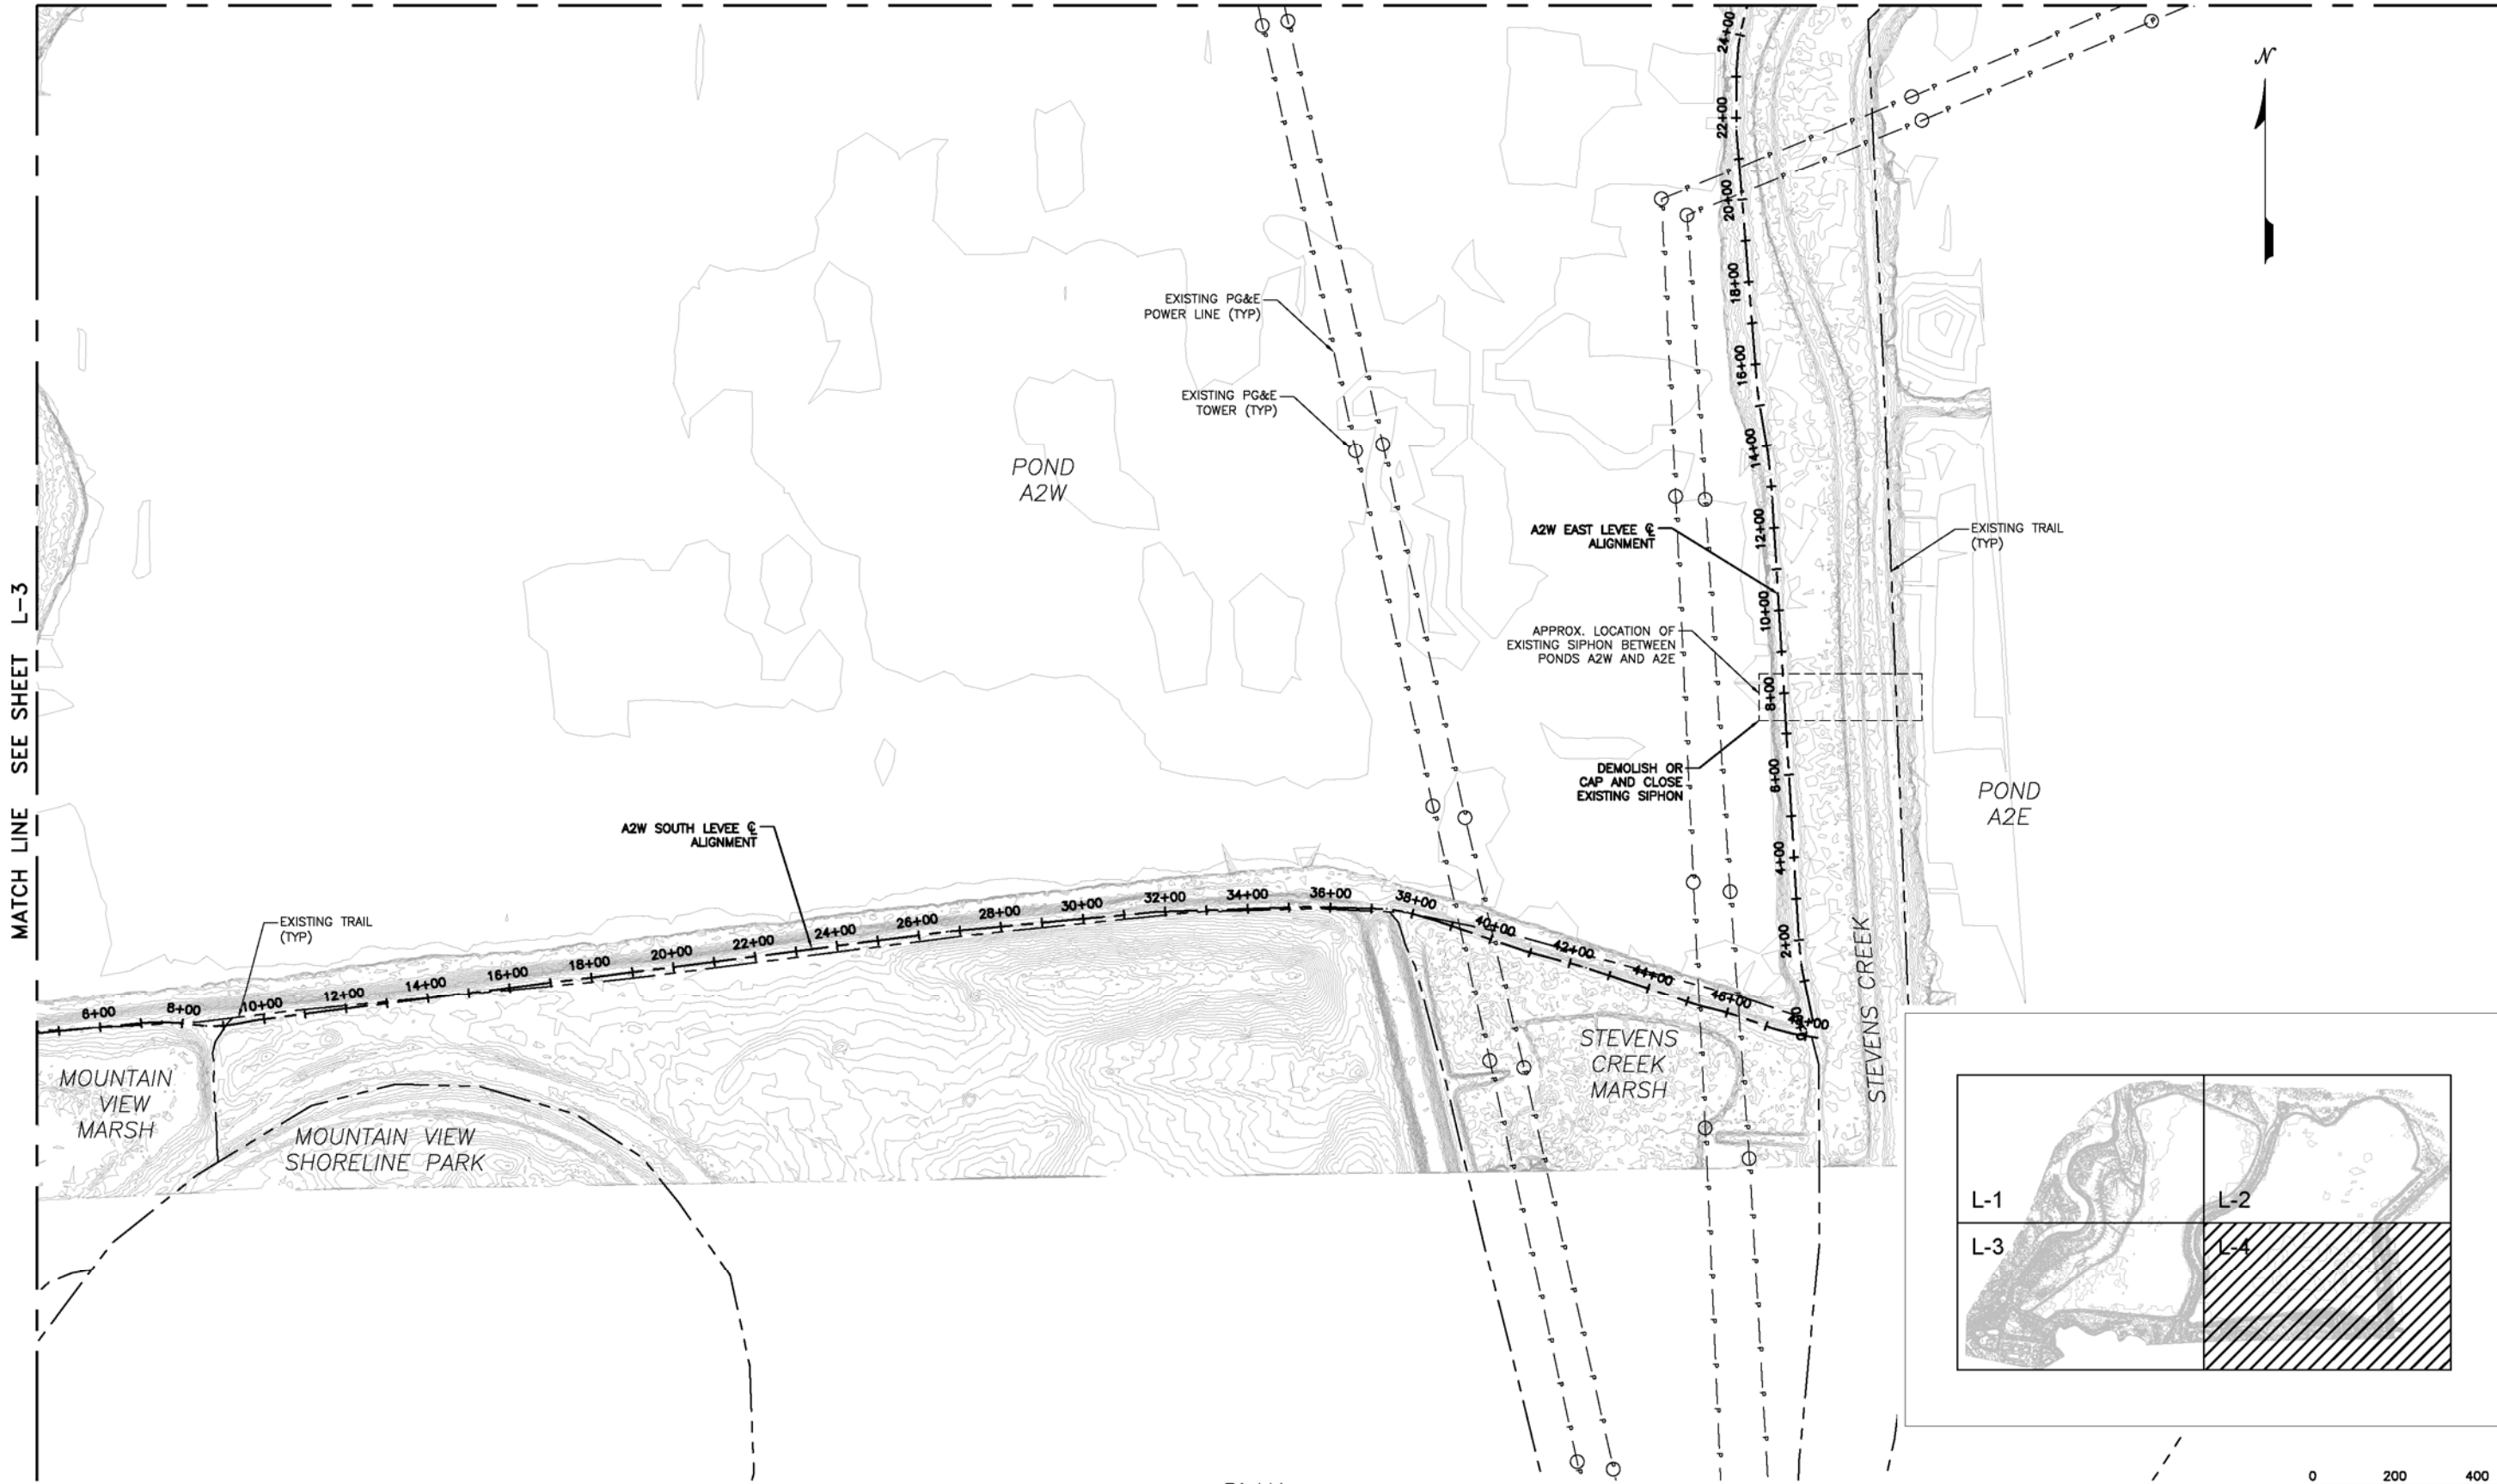 N
24+00
22+00
20+00
18+00
16+00
14+00
12+00
10+00
8+00
6+00
4+00
2+00
EXISTING PG&E
POWER LINE (TYP)
EXISTING PG&E
TOWER (TYP)
POND
A2W
A2W EAST LEVEE ℄
ALIGNMENT
EXISTING TRAIL
(TYP)
APPROX. LOCATION OF
EXISTING SIPHON BETWEEN
PONDS A2W AND A2E
DEMOLISH OR
CAP AND CLOSE
EXISTING SIPHON
POND
A2E
MATCH LINE SEE SHEET L-3
A2W SOUTH LEVEE ℄
ALIGNMENT
EXISTING TRAIL
(TYP)
6+00
8+00
10+00
12+00
14+00
16+00
18+00
20+00
22+00
24+00
26+00
28+00
30+00
32+00
34+00
36+00
38+00
40+00
42+00
44+00
46+00
STEVENS CREEK
STEVENS
CREEK
MARSH
MOUNTAIN
VIEW
MARSH
MOUNTAIN VIEW
SHORELINE PARK
L-1
L-2
L-3
L-4
0 200 400